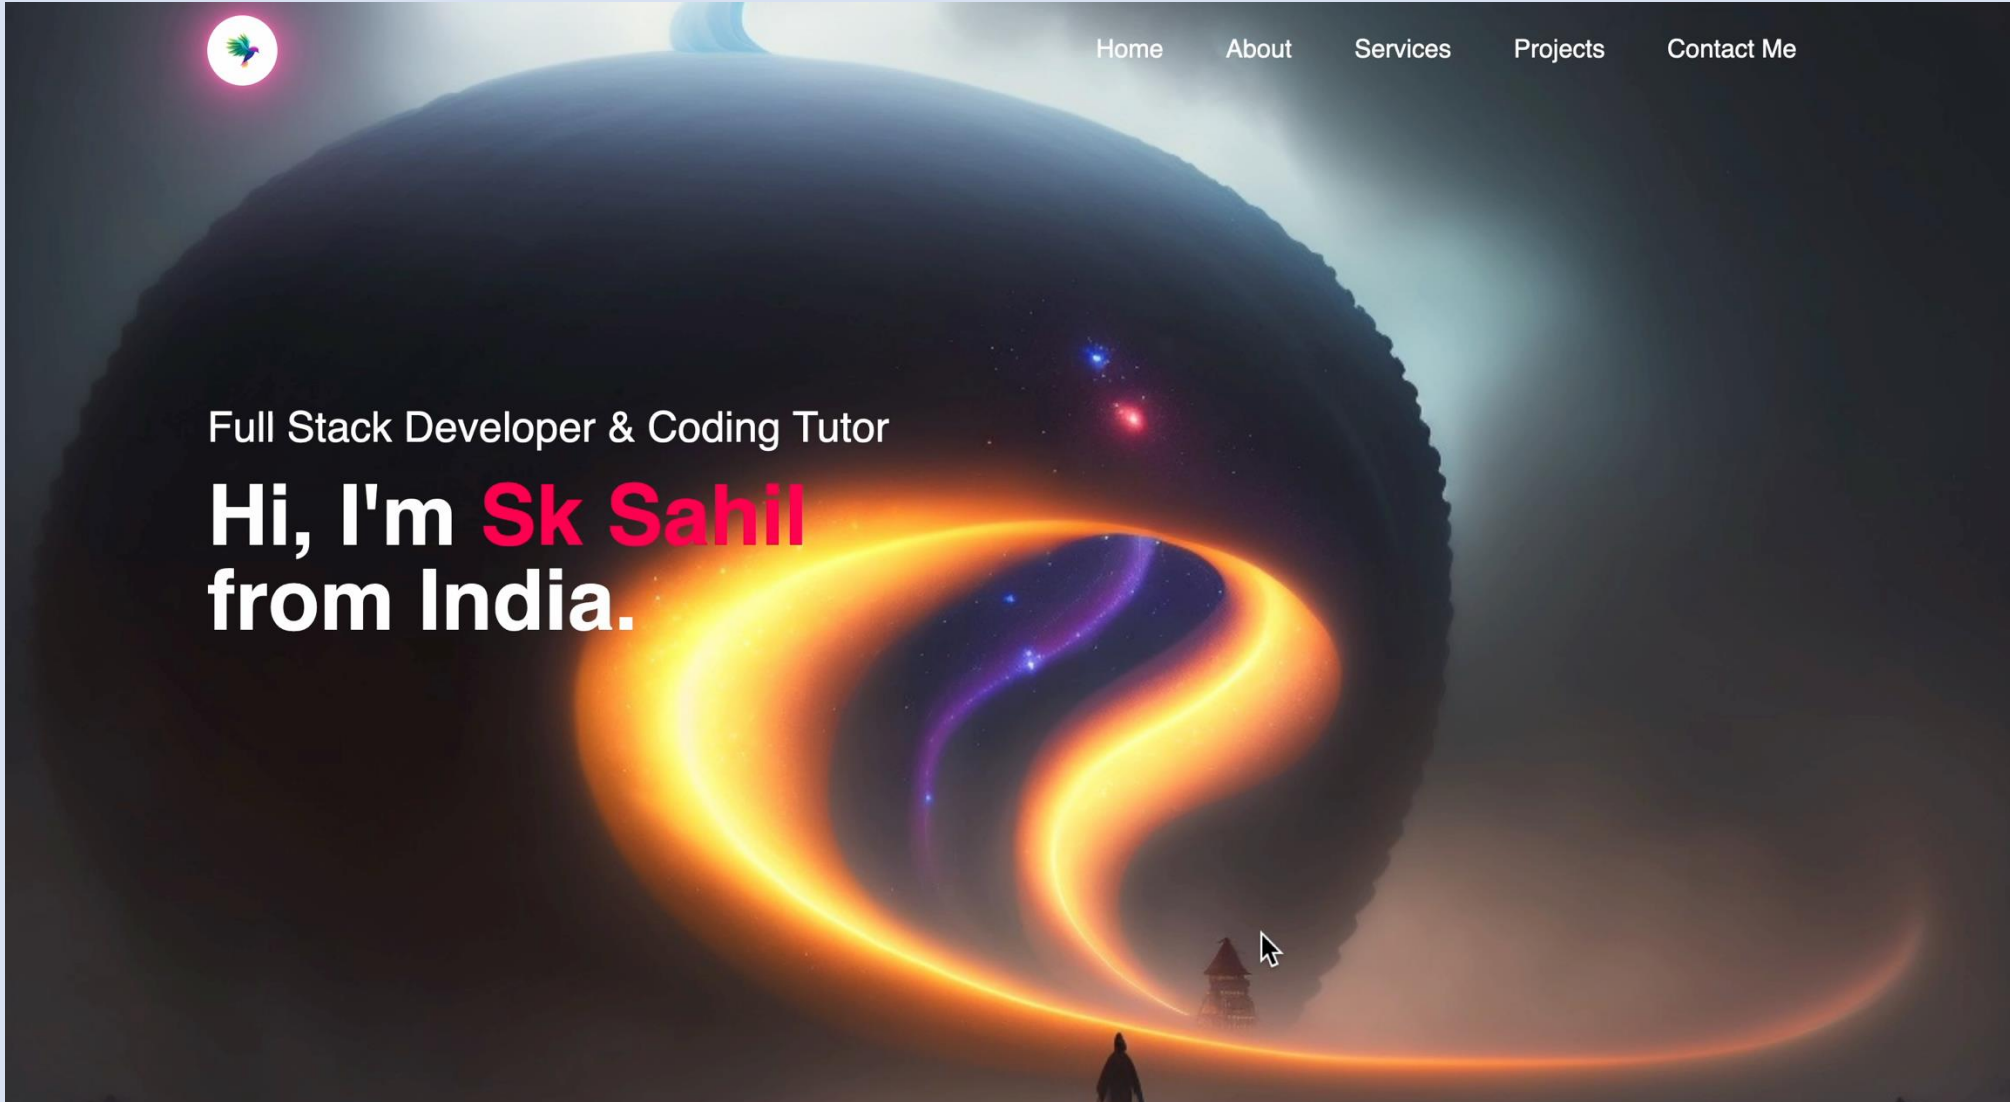 Home About Services Projects Contact Me
Full Stack Developer & Coding Tutor
Hi, I'm Sk Sahil
from India.